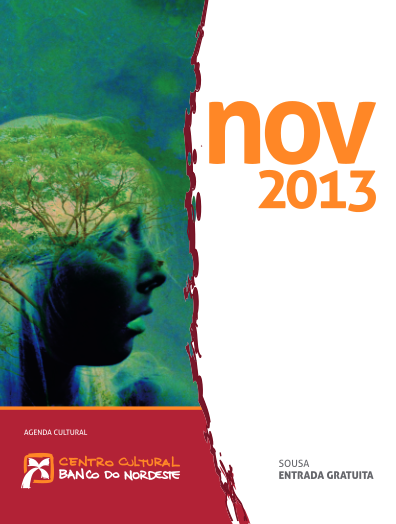 nov
2013
AGENDA CULTURAL
CENTRO CULTURAL
BANCO DO NORDESTE
SOUSA
ENTRADA GRATUITA